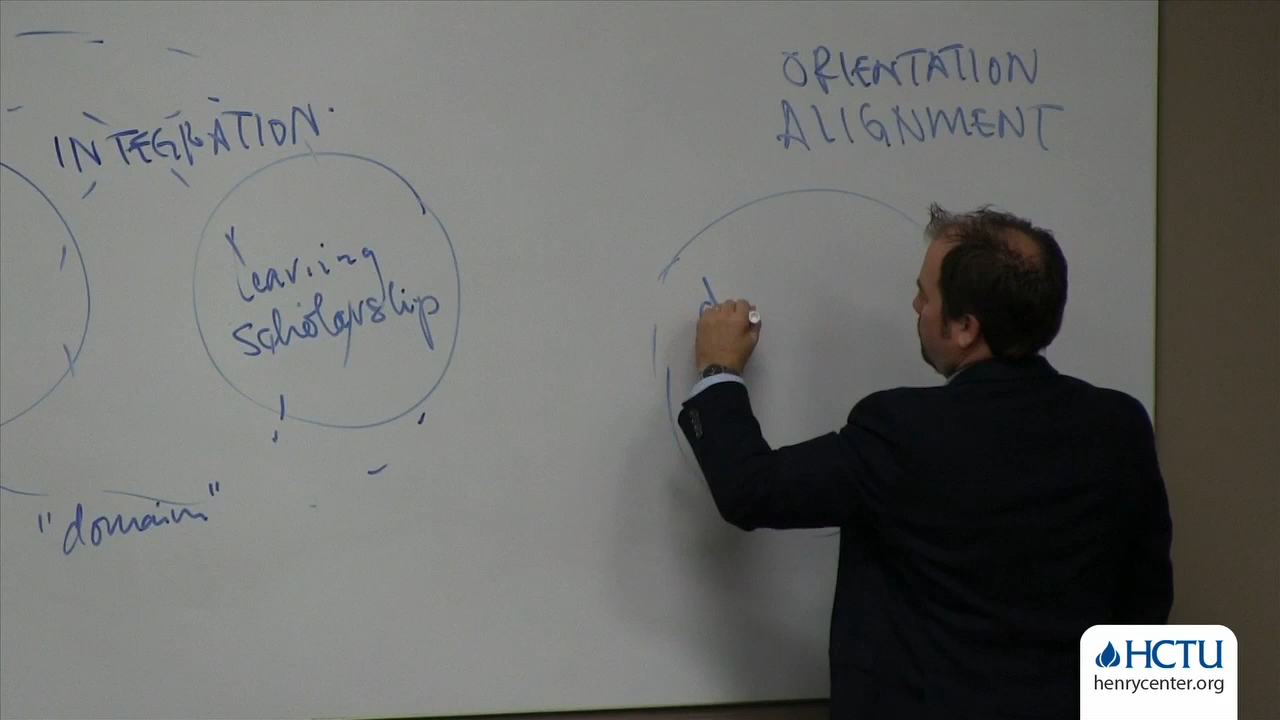 INTEGRATION
learning
scholarship
"domain"
ORIENTATION
ALIGNMENT
d
HCTU
henrycenter.org